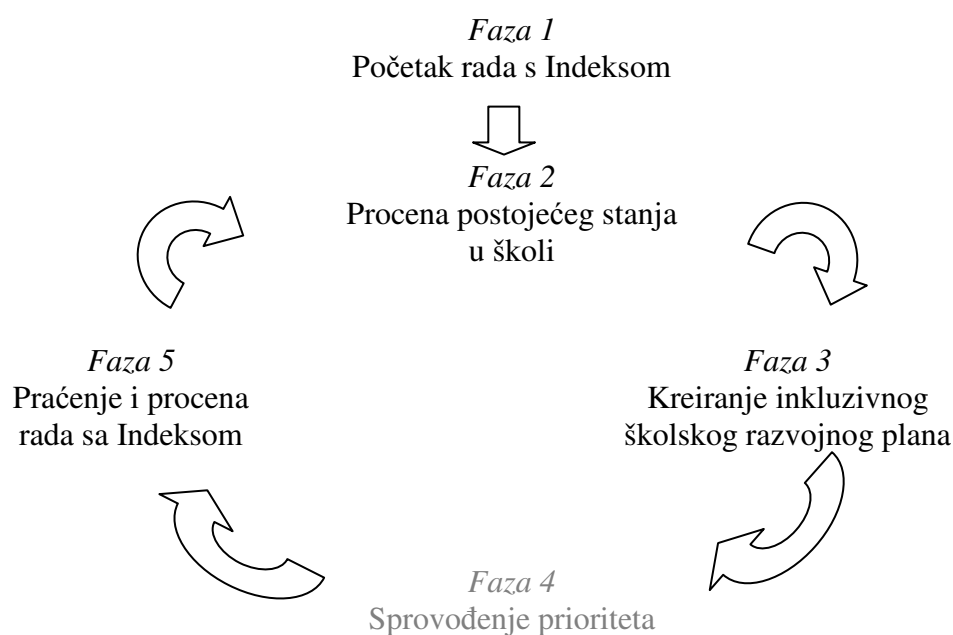 Faza 1
Početak rada s Indeksom
Faza 2
Procena postojećeg stanja
u školi
Faza 3
Kreiranje inkluzivnog
školskog razvojnog plana
Faza 4
Sprovođenje prioriteta
Faza 5
Praćenje i procena
rada sa Indeksom